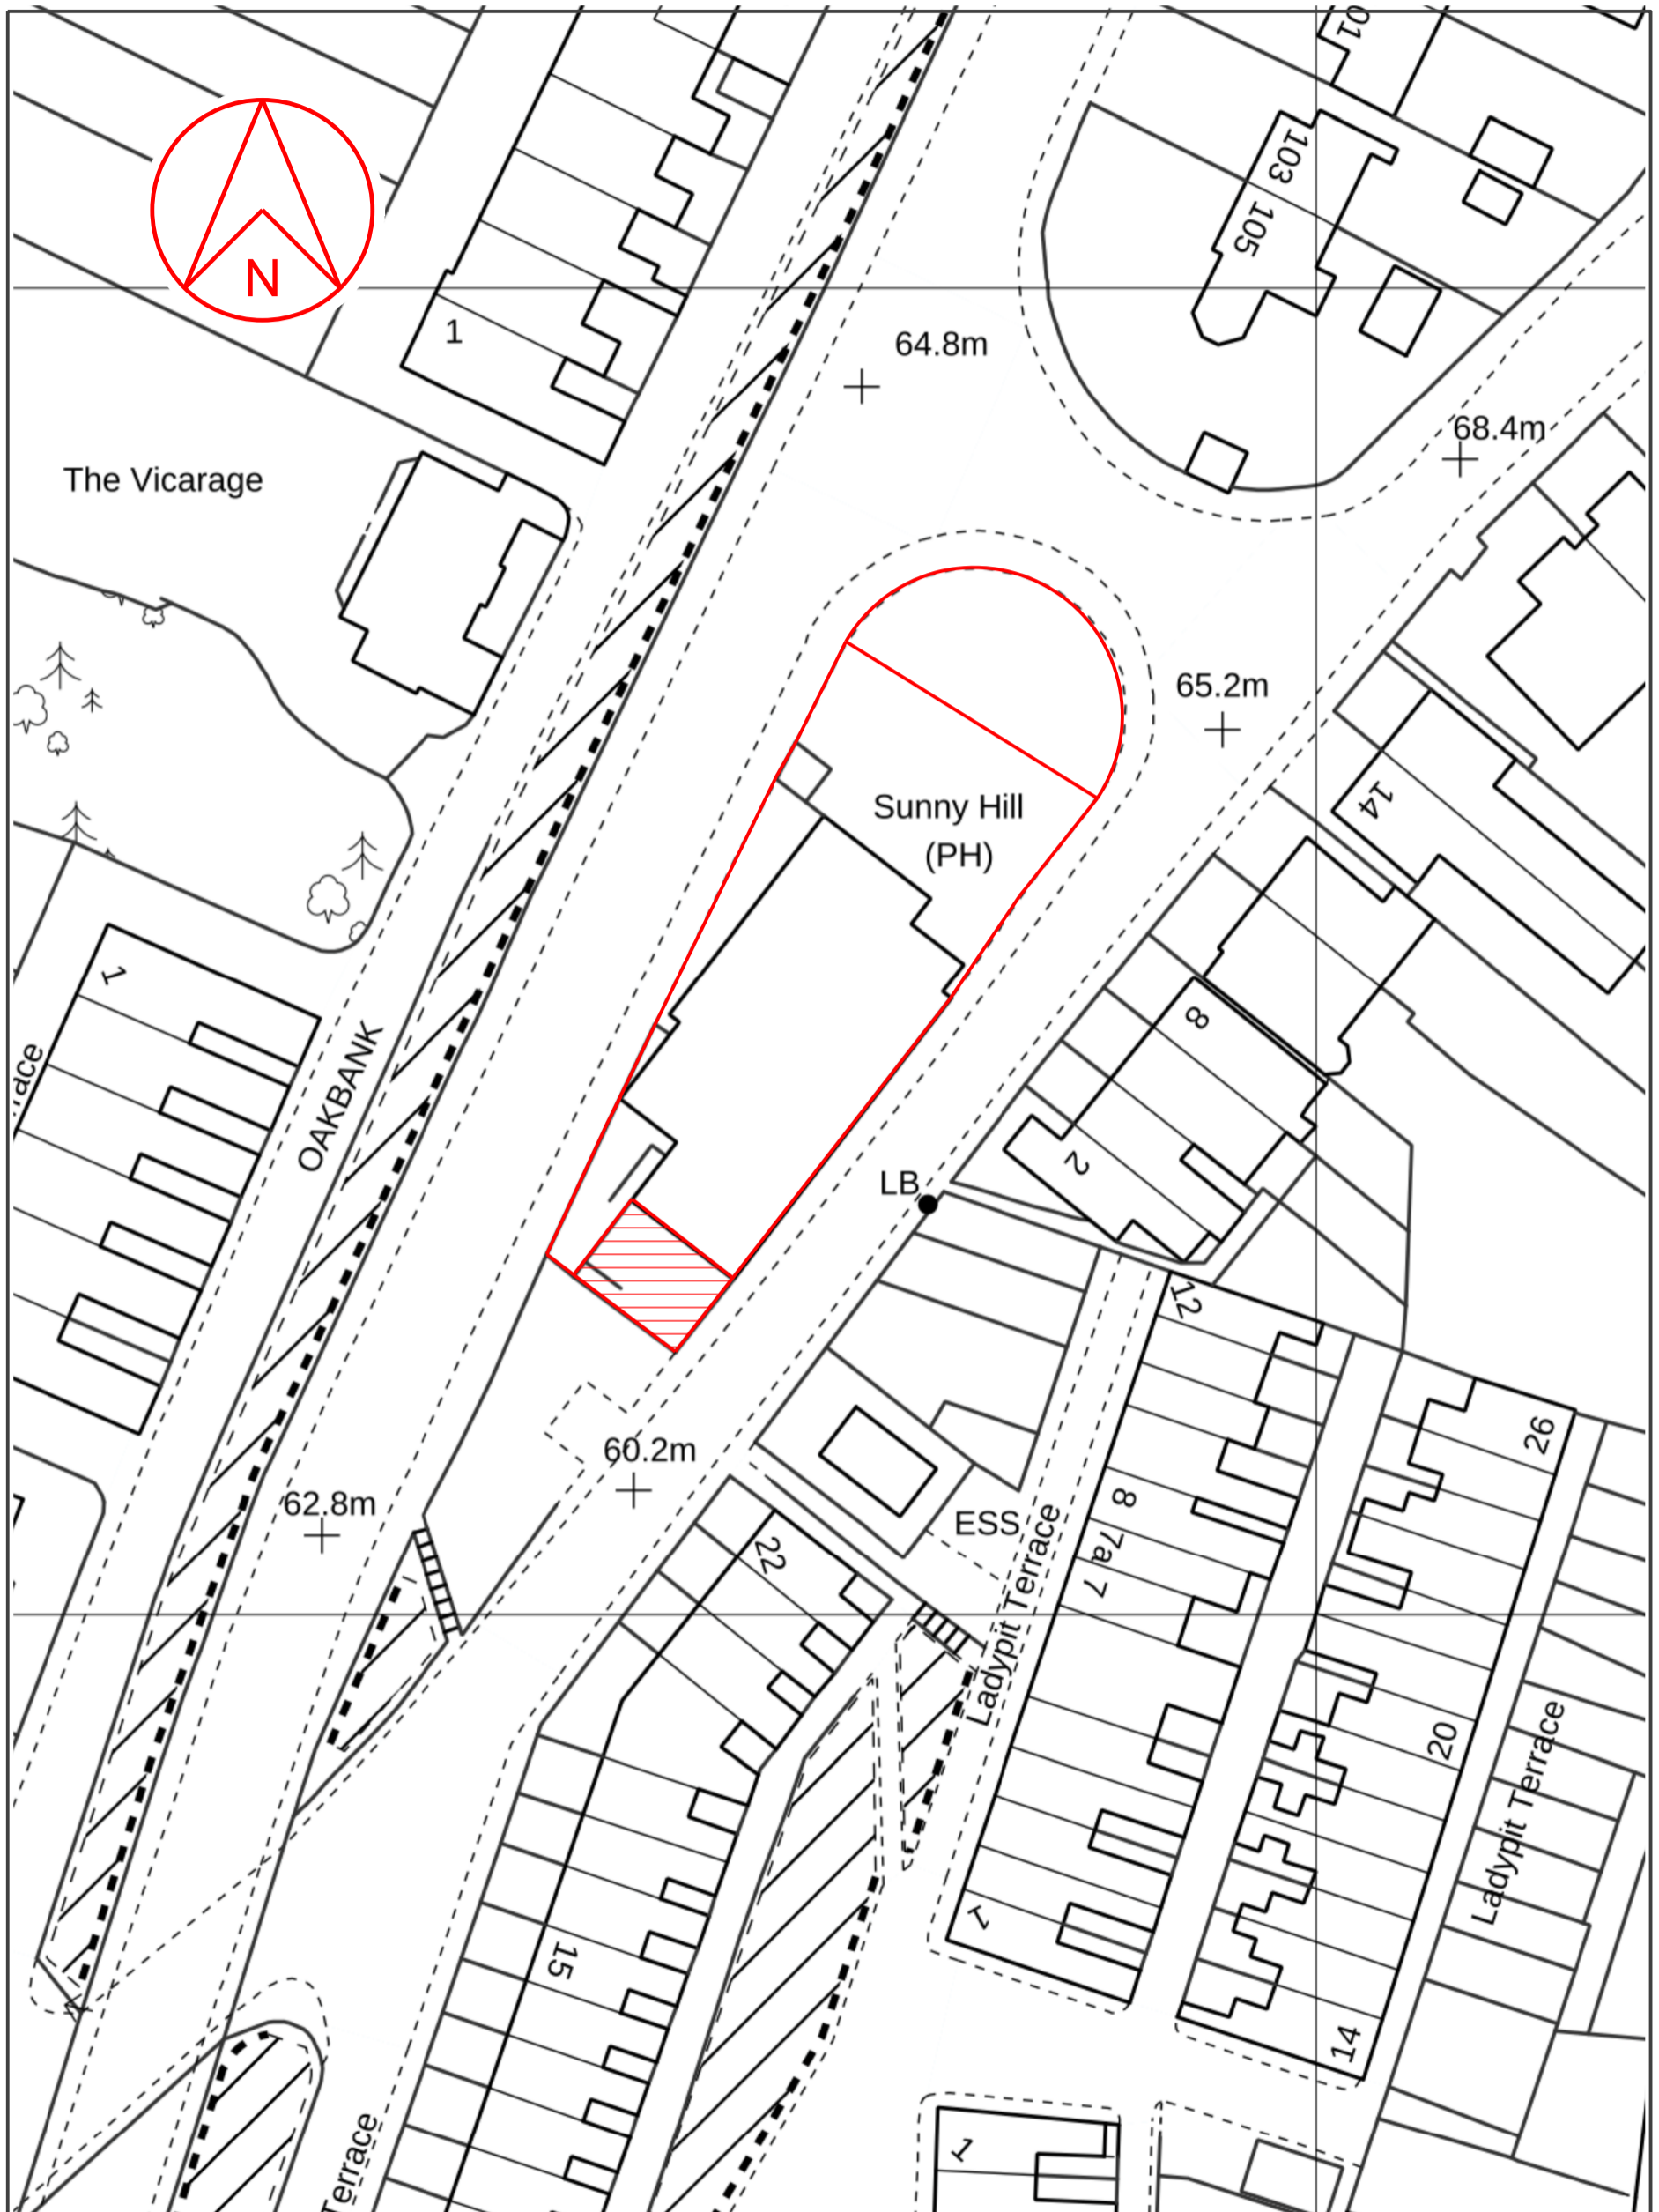 103
105
N
1
64.8m
68.4m
The Vicarage
65.2m
Sunny Hill
(PH)
14
1
8
OAKBANK
2
LB
12
26
60.2m
62.8m
8
ESS
7a
22
7
Ladypit Terrace
20
Ladypit Terrace
1
15
14
1
Terrace